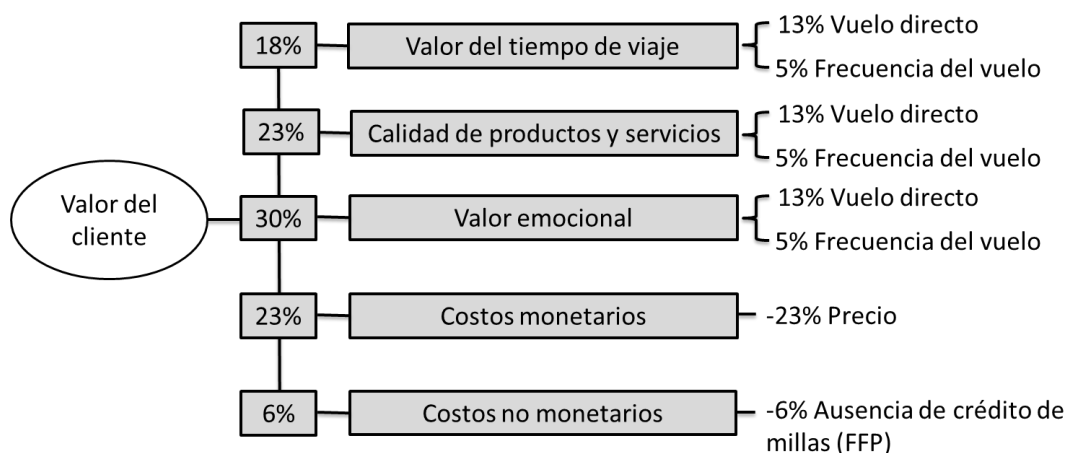 18%
Valor del tiempo de viaje
13% Vuelo directo
5% Frecuencia del vuelo
23%
Calidad de productos y servicios
13% Vuelo directo
5% Frecuencia del vuelo
Valor del
cliente
30%
Valor emocional
13% Vuelo directo
5% Frecuencia del vuelo
23%
Costos monetarios
-23% Precio
6%
Costos no monetarios
-6% Ausencia de crédito de
millas (FFP)